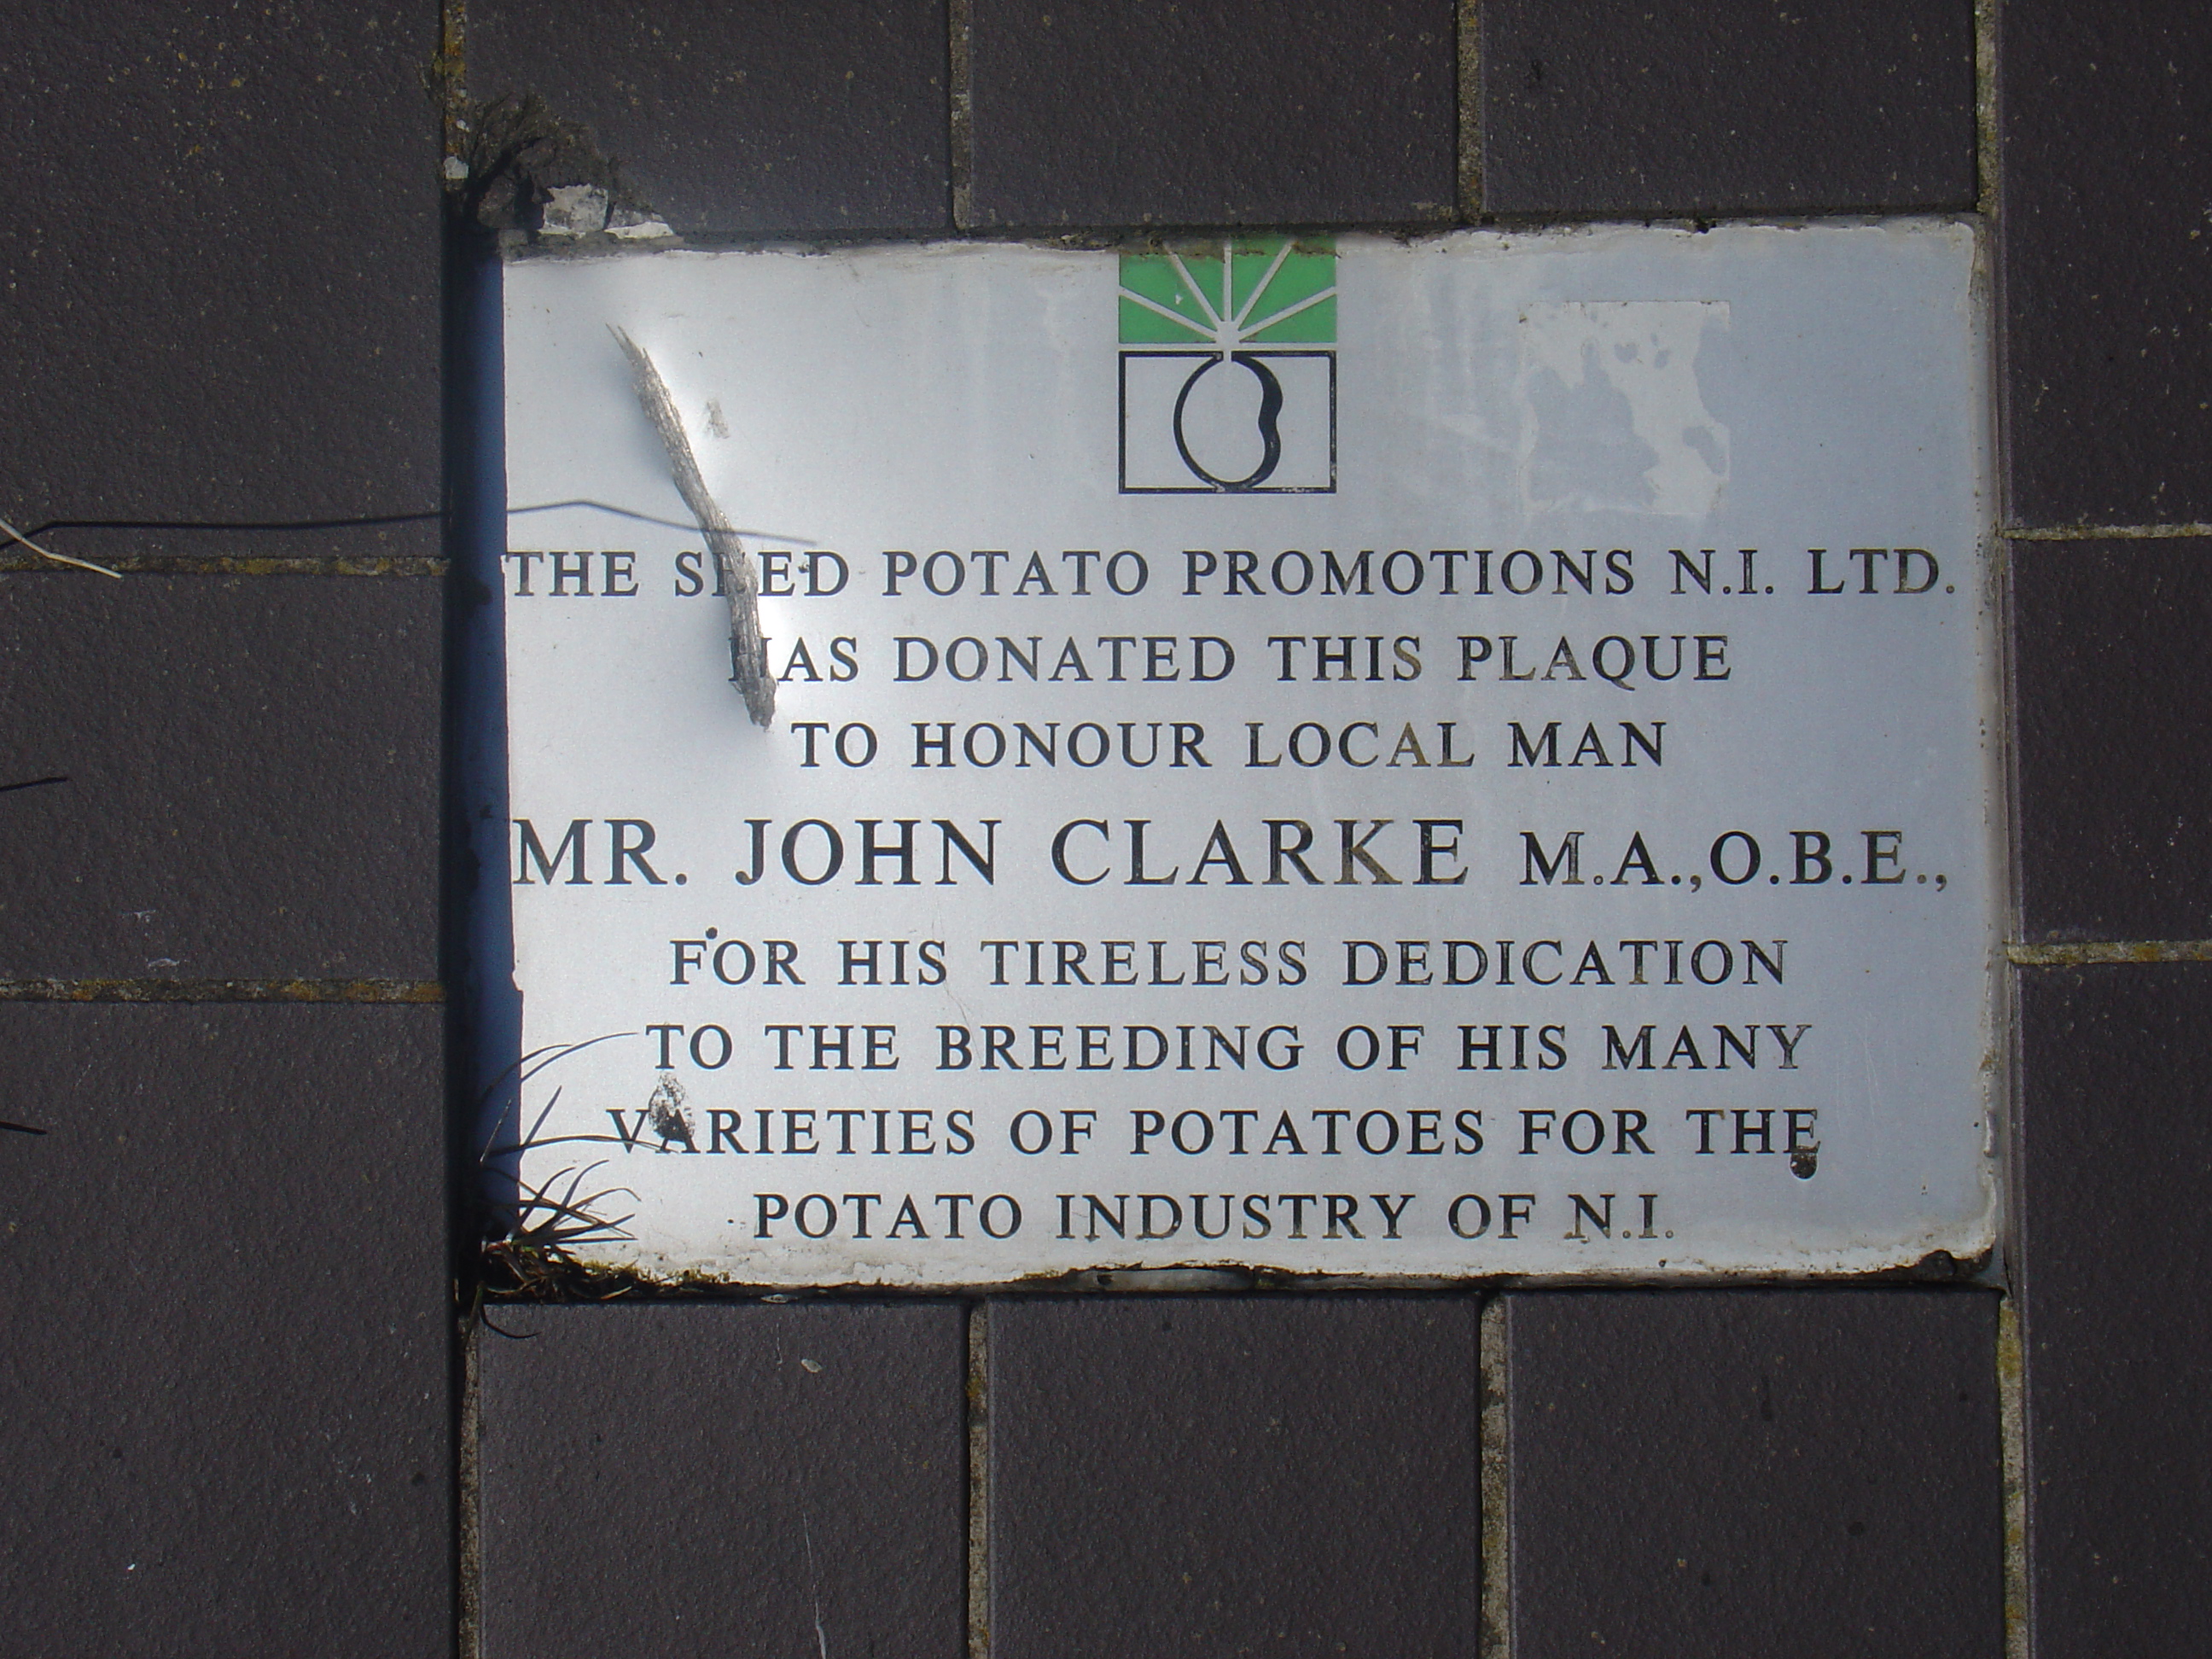 THE SEED POTATO PROMOTIONS N.I. LTD.
HAS DONATED THIS PLAQUE
TO HONOUR LOCAL MAN
MR. JOHN CLARKE M.A.,O.B.E.,
FOR HIS TIRELESS DEDICATION
TO THE BREEDING OF HIS MANY
VARIETIES OF POTATOES FOR THE
POTATO INDUSTRY OF N.I.